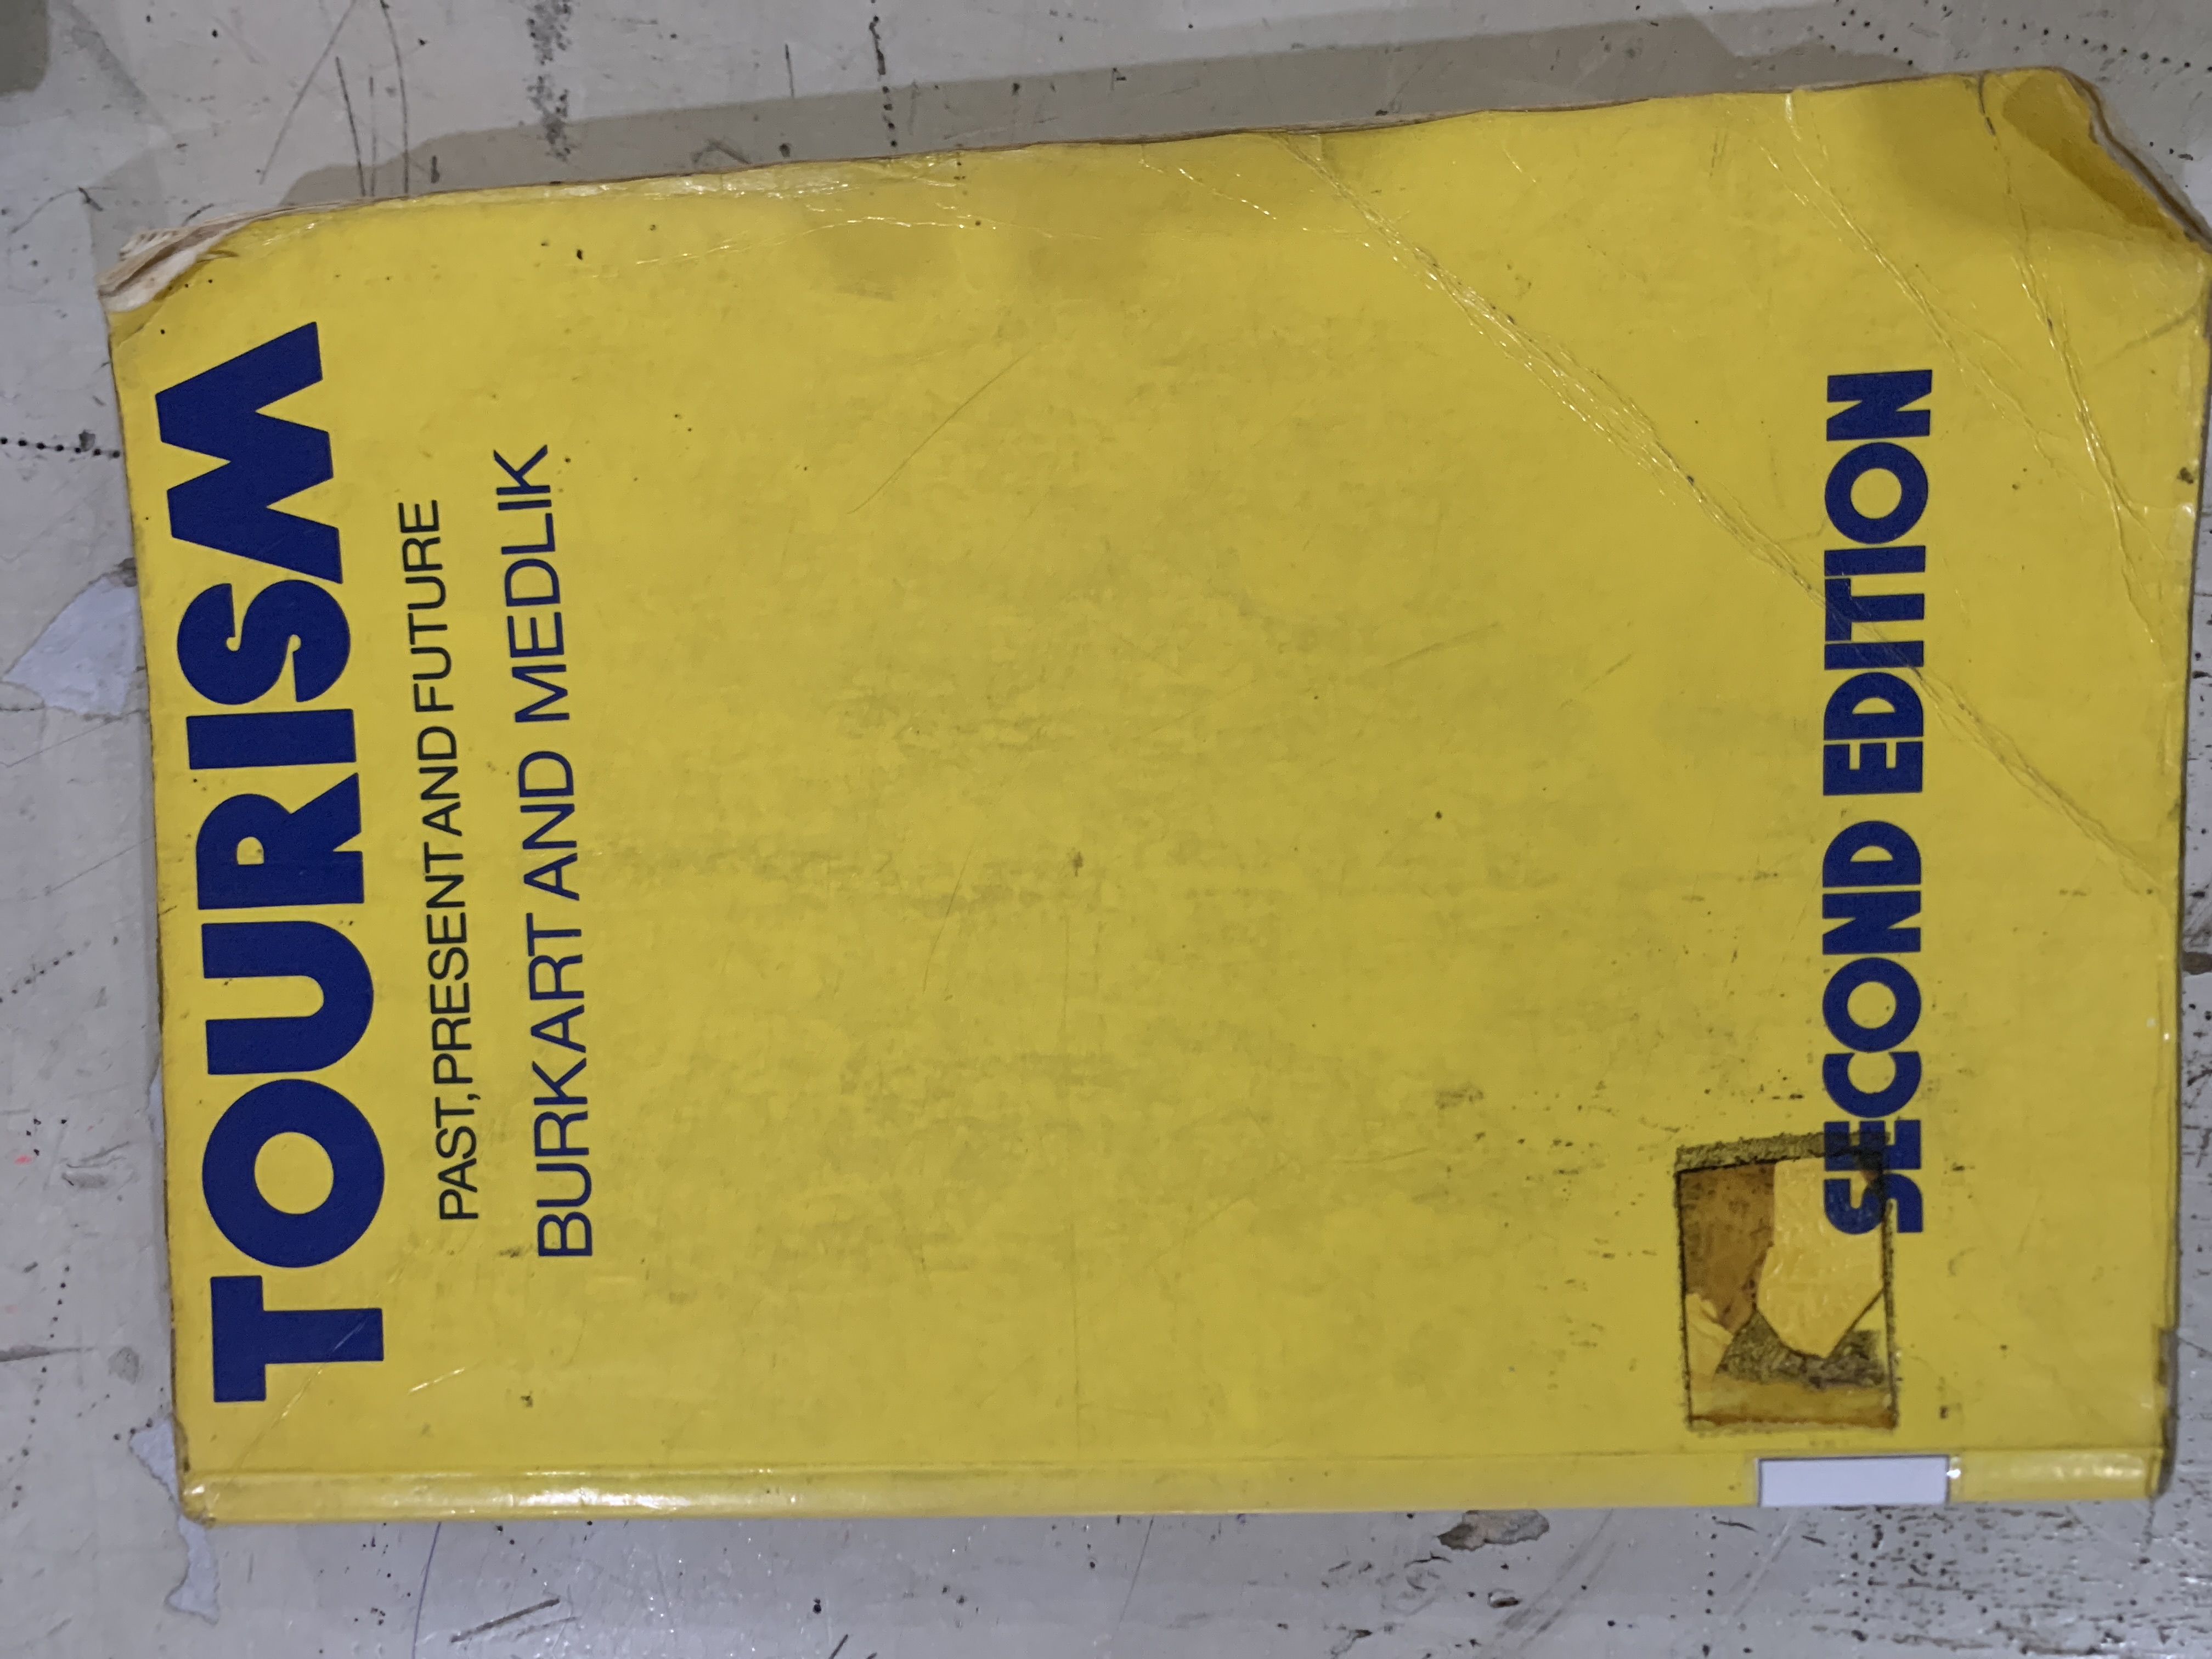 TOURISM
PAST, PRESENT AND FUTURE
BURKART AND MEDLIK
SECOND EDITION